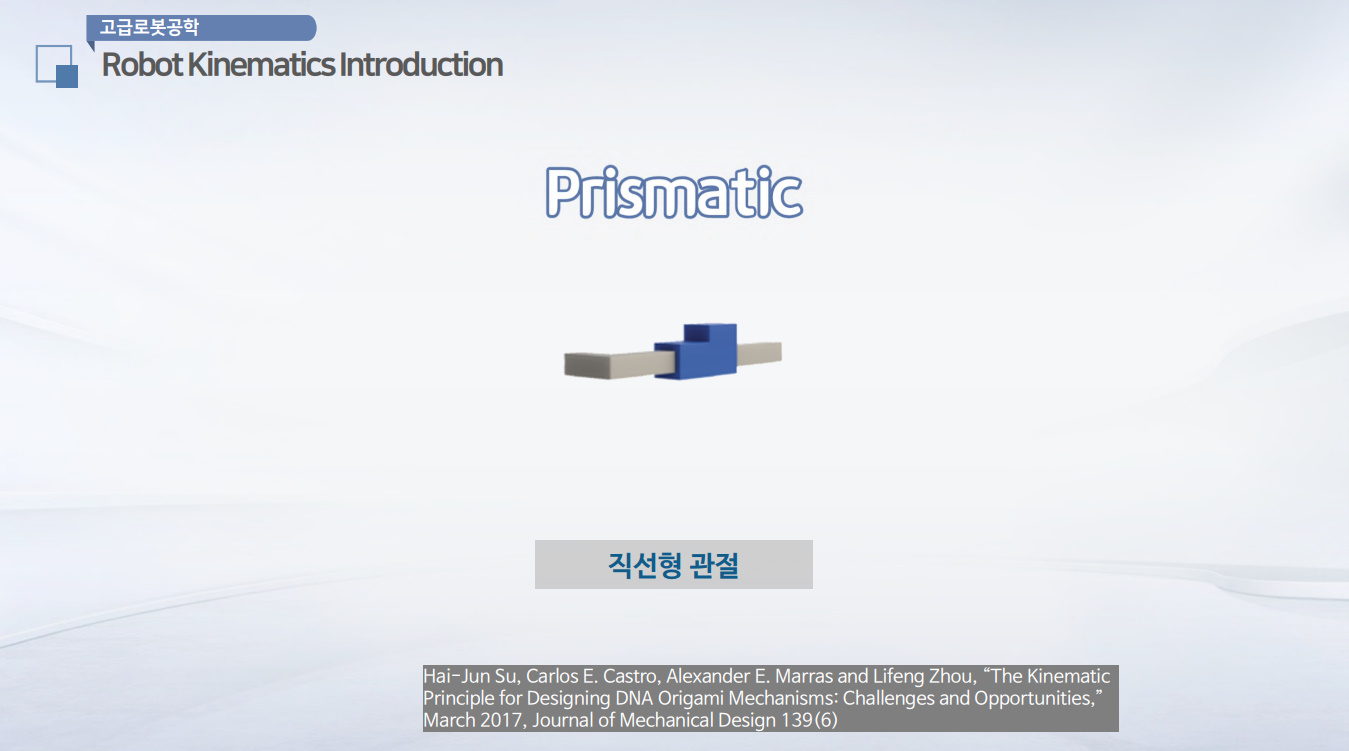 고급로봇공학
Robot Kinematics Introduction
Prismatic
직선형 관절
Hai-Jun Su, Carlos E. Castro, Alexander E. Marras and Lifeng Zhou, “The Kinematic
Principle for Designing DNA Origami Mechanisms: Challenges and Opportunities,”
March 2017, Journal of Mechanical Design 139(6)